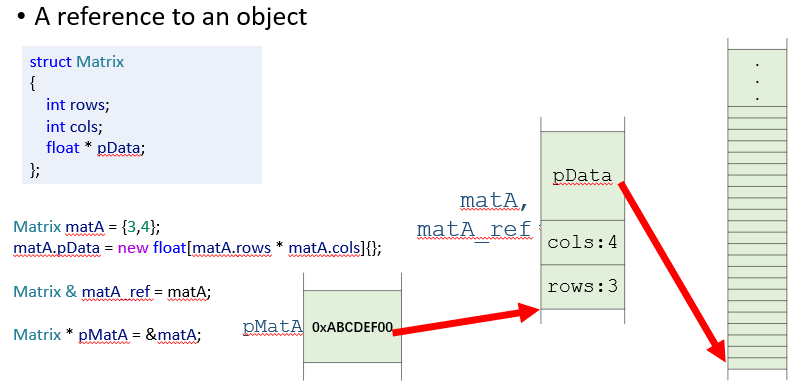 • A reference to an object
struct Matrix
{
int rows;
int cols;
float * pData;
};
Matrix matA = {3,4};
matA.pData = new float[matA.rows * matA.cols]{};
Matrix & matA_ref = matA;
Matrix * pMatA = &matA;
pMatA
0xABCDEF00
matA,
matA_ref
pData
cols:4
rows:3
.
.
.